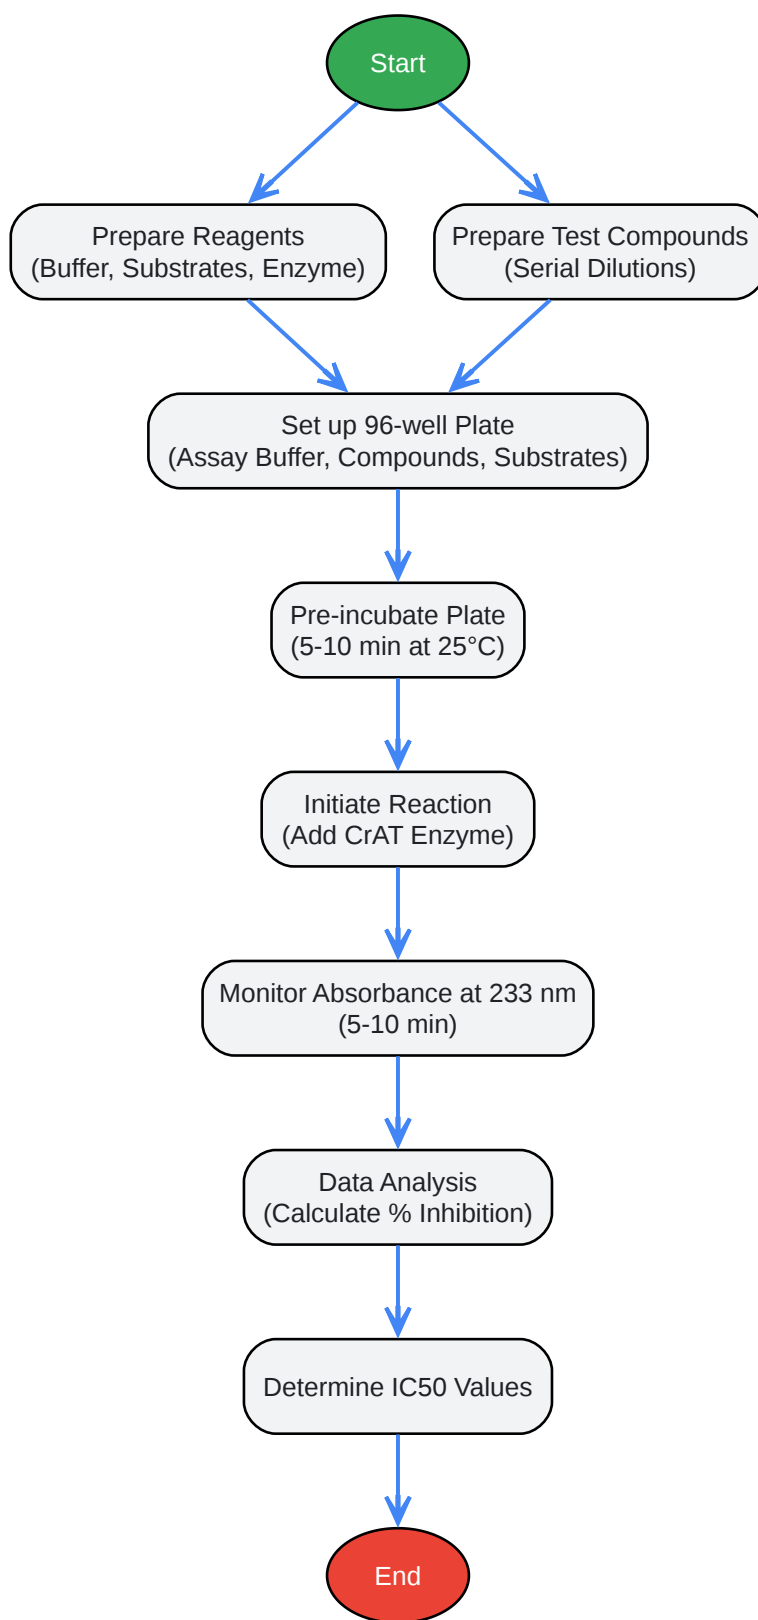 Start
Prepare Reagents
(Buffer, Substrates, Enzyme)
Prepare Test Compounds
(Serial Dilutions)
Set up 96-well Plate
(Assay Buffer, Compounds, Substrates)
Pre-incubate Plate
(5-10 min at 25°C)
Initiate Reaction
(Add CrAT Enzyme)
Monitor Absorbance at 233 nm
(5-10 min)
Data Analysis
(Calculate % Inhibition)
Determine IC50 Values
End